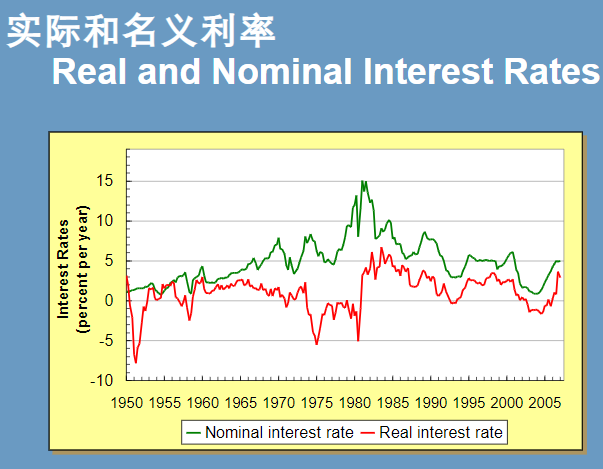 实际和名义利率
Real and Nominal Interest Rates
Interest Rates
(percent per year)
15
10
5
0
-5
-10
1950 1955 1960 1965 1970 1975 1980 1985 1990 1995 2000 2005
Nominal interest rate Real interest rate